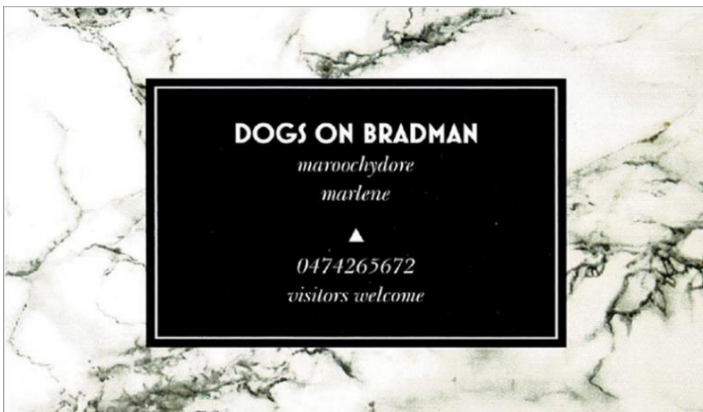 DOGS ON BRADMAN
maroochydore
marlene
0474265672
visitors welcome